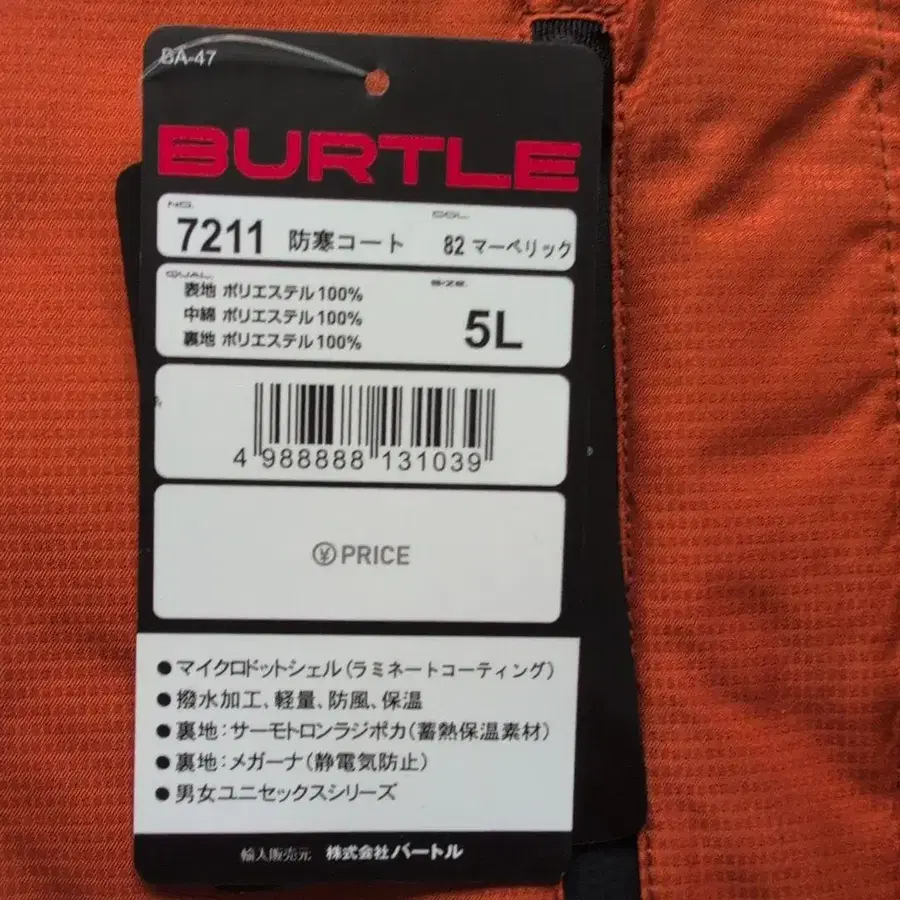 BA-47
BURTLE
NO.
COL.
7211 防寒コート 82 マーベリック
QUAL.
SIZE.
表地 ポリエステル100%
中綿 ポリエステル100%
裏地 ポリエステル100%
5L
4 988888 131039
¥PRICE
●マイクロドットシェル(ラミネートコーティング)
●撥水加工、軽量、防風、保温
●裏地:サーモトロンラジポカ(蓄熱保温素材)
●裏地:メガーナ(静電気防止)
●男女ユニセックスシリーズ
輸入販売元 株式会社バートル